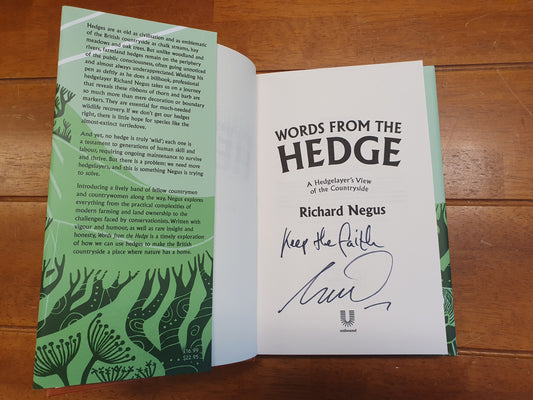 Hedges are as old as civilisation and as emblematic
of the British countryside as chalk streams, hay
meadows and oak trees. But unlike woodland and
rivers, farmland hedges remain on the periphery
of the public consciousness, often going unnoticed
and almost always underappreciated. Wielding his
pen as deftly as he does a billhook, professional
hedgelayer Richard Negus takes us on a journey
that reveals these ribbons of thorn and barb are
so much more than mere decoration or boundary
markers. They are essential for much-needed
wildlife recovery. If we don't get our hedges
right, there is little hope for species like the
almost-extinct turtledoves.
And yet, no hedge is truly 'wild'; each one is
a testament to generations of human skill and
labour, requiring ongoing maintenance to survive
and thrive. But there is a problem: we need more
hedgelayers, and this is something Negus is trying
to solve.
Introducing a lively band of fellow countrymen
and countrywomen along the way, Negus explores
everything from the practical complexities of
modern farming and land ownership to the
challenges faced by conservationists. Written with
vigour and humour, as well as rare insight and
honesty, Words from the Hedge is a timely exploration
of how we can use hedges to make the British
countryside a place where nature has a home.
£16.99
$22.95
WORDS FROM THE
HEDGE
A Hedgelayer's View
of the Countryside
Richard Negus
Keep the faith
unbound